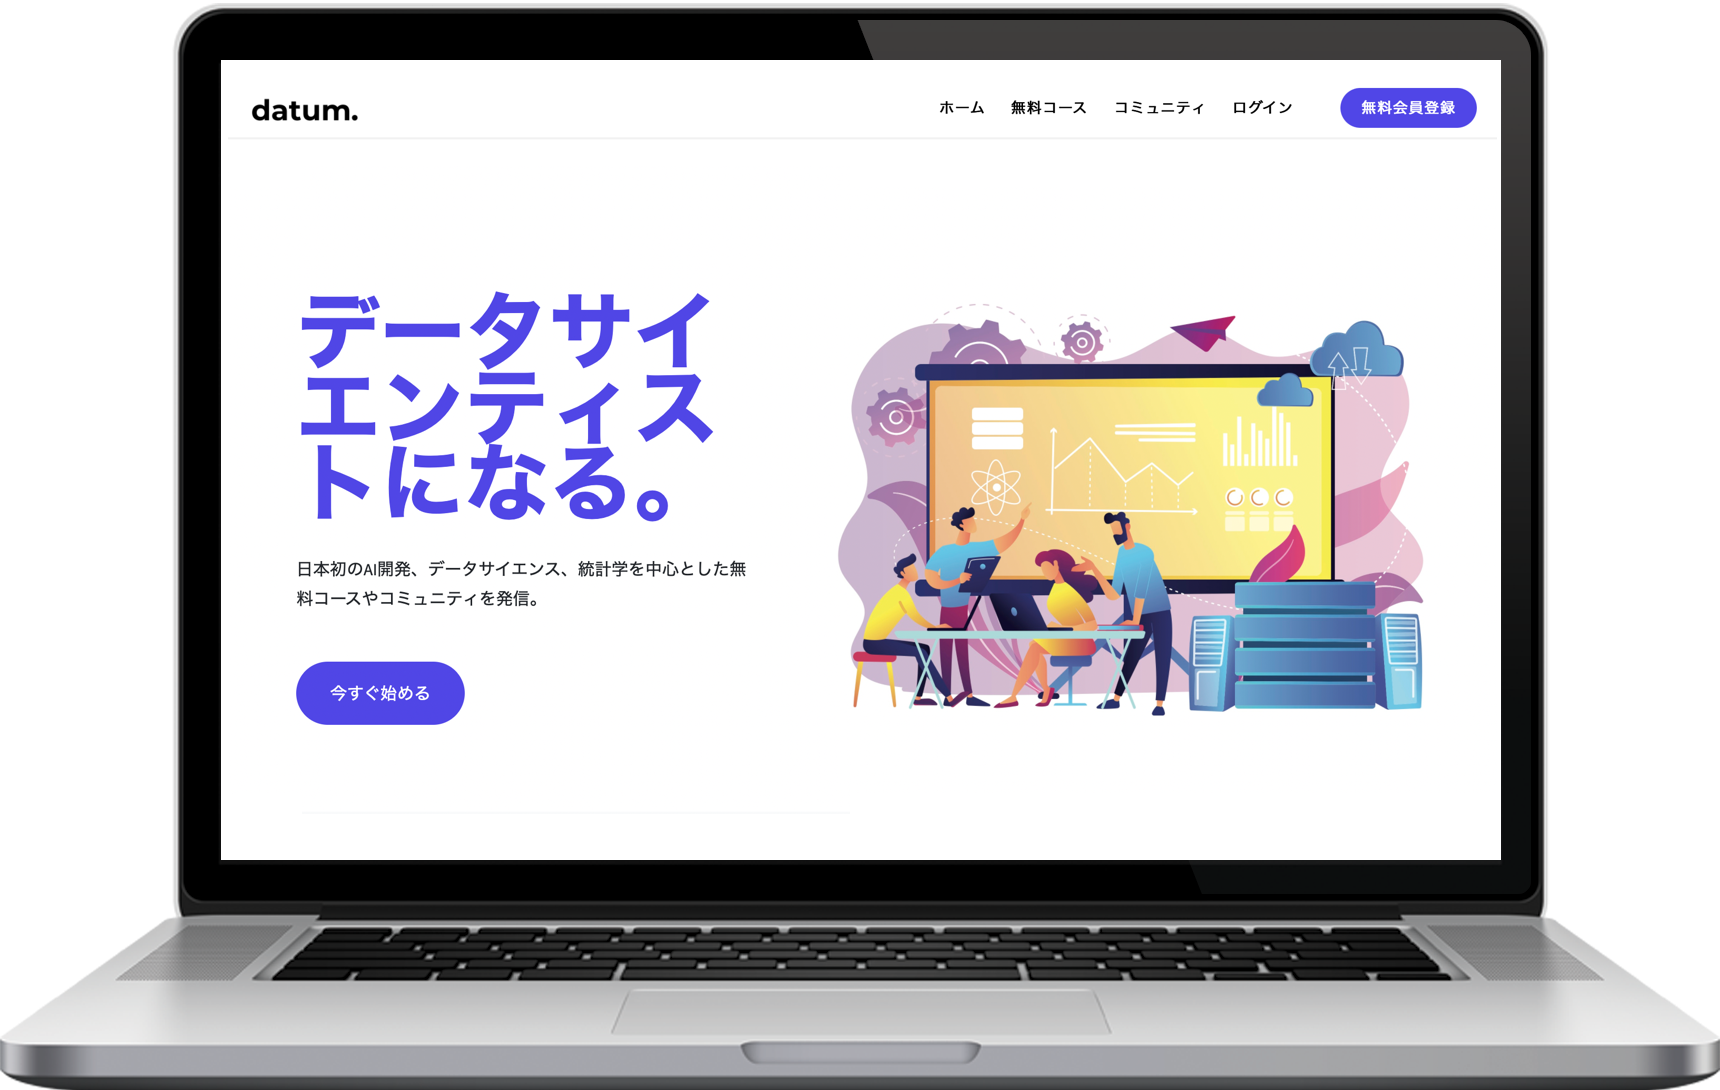 datum.
ホーム 無料コース コミュニティ ログイン 無料会員登録
データサイ
エンティス
トになる。
日本初のAI開発、データサイエンス、統計学を中心とした無
料コースやコミュニティを発信。
今すぐ始める